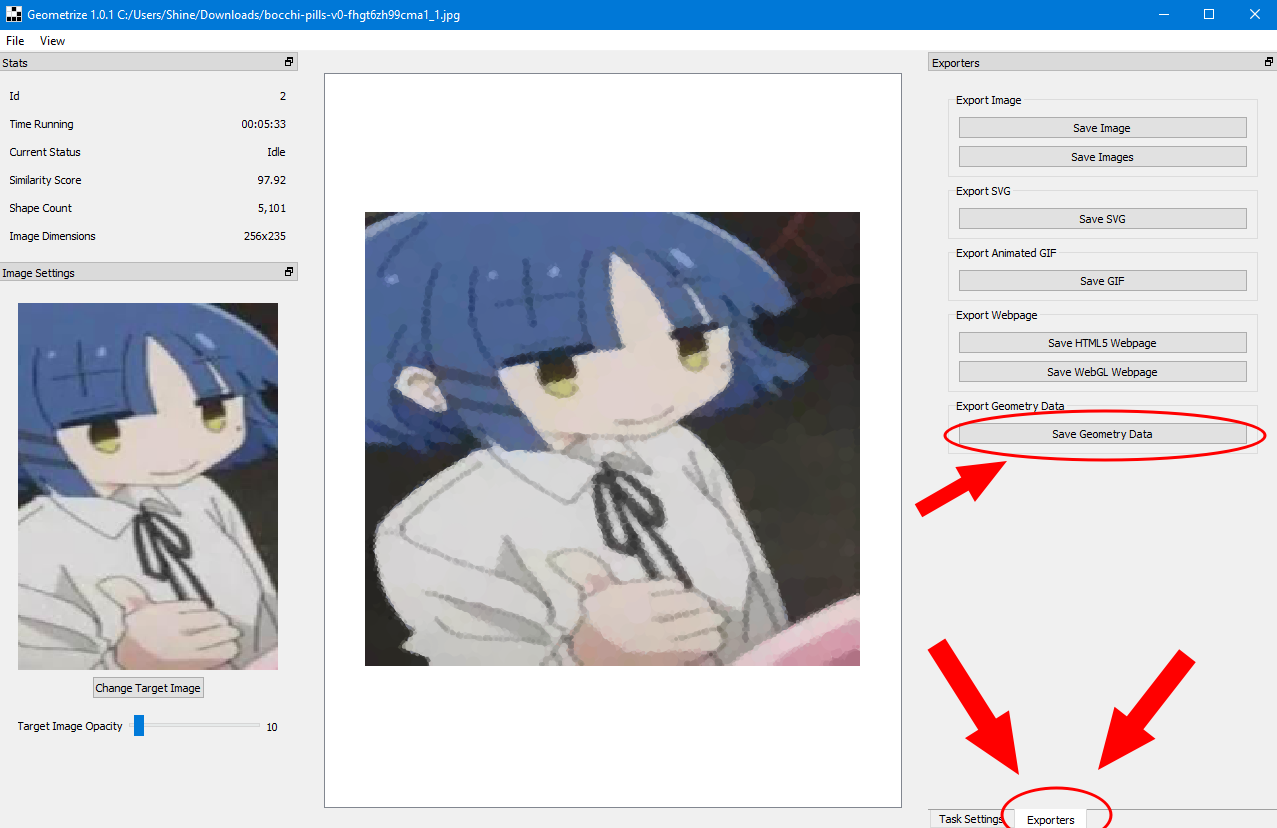 Geometrize 1.0.1 C:/Users/Shine/Downloads/bocchi-pills-v0-fhgt6zh99cma1_1.jpg
File View
Stats
Id 2
Time Running 00:05:33
Current Status Idle
Similarity Score 97.92
Shape Count 5,101
Image Dimensions 256x235
Image Settings
Change Target Image
Target Image Opacity 10
Exporters
Export Image
Save Image
Save Images
Export SVG
Save SVG
Export Animated GIF
Save GIF
Export Webpage
Save HTML5 Webpage
Save WebGL Webpage
Export Geometry Data
Save Geometry Data
Task Settings Exporters